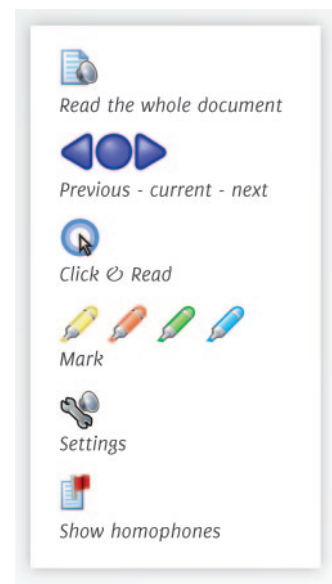 Read the whole document
Previous - current - next
Click & Read
Mark
Settings
Show homophones